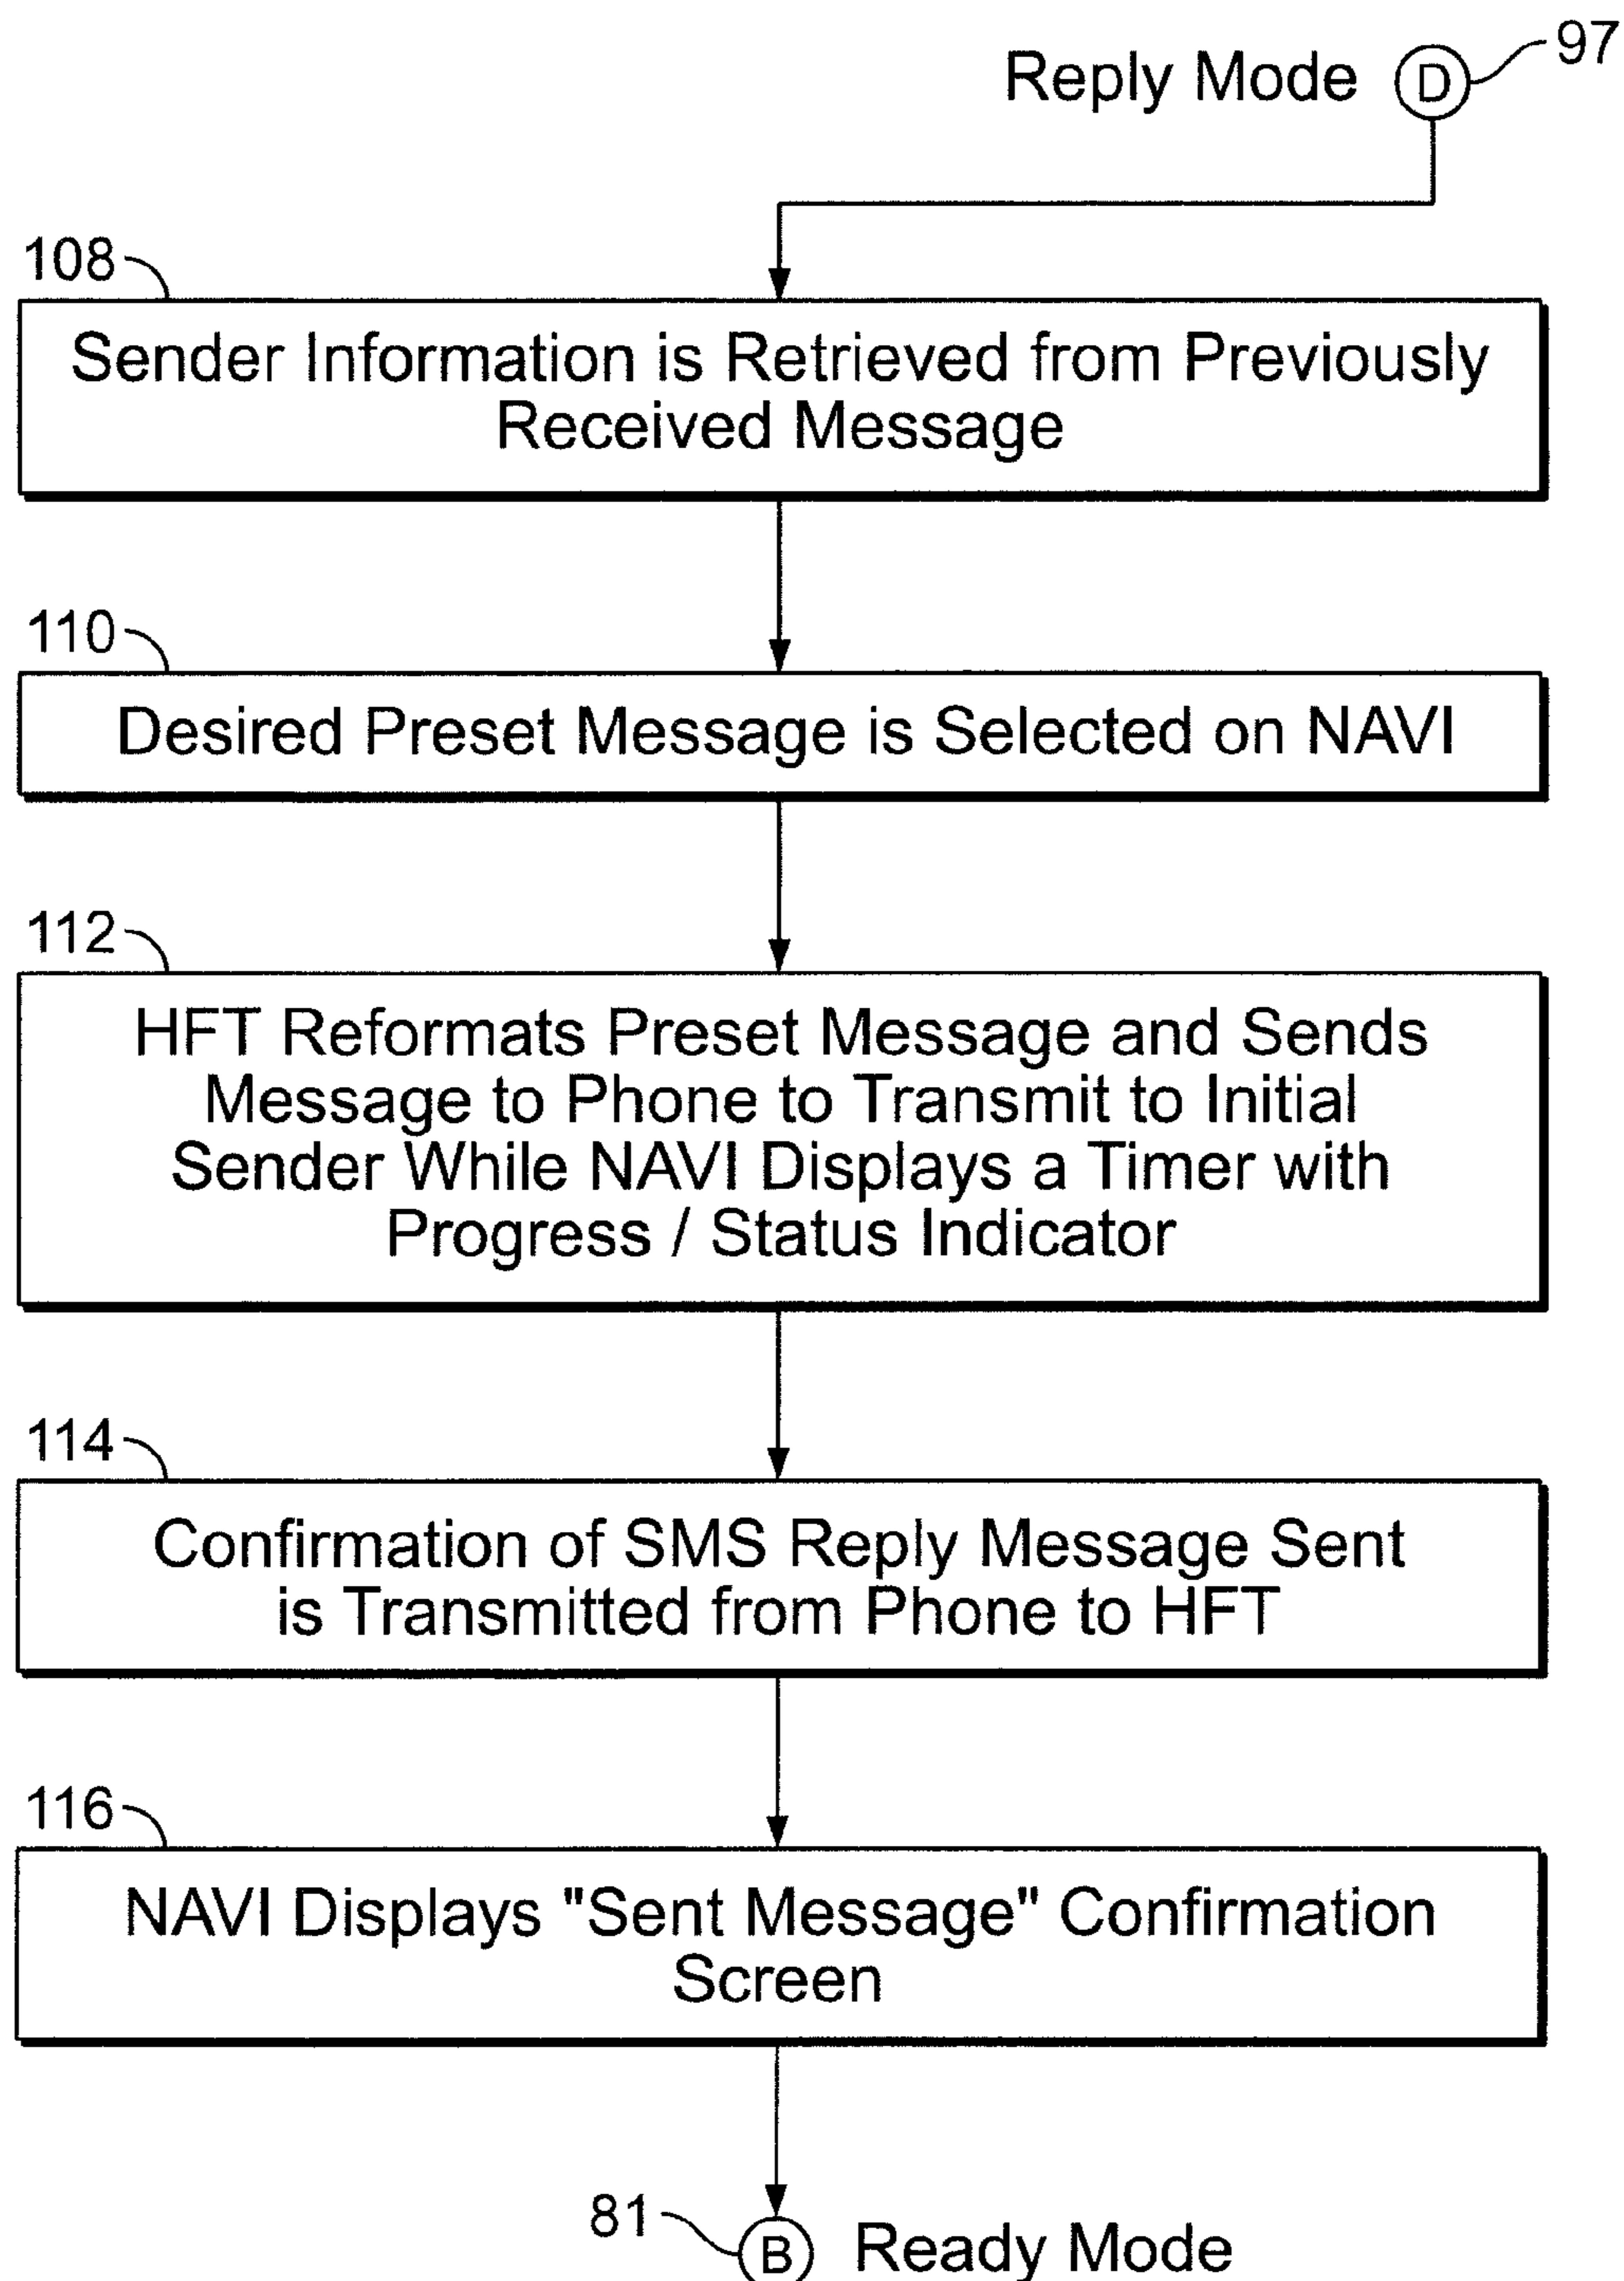 97
Reply Mode D
108
Sender Information is Retrieved from Previously
Received Message
110
Desired Preset Message is Selected on NAVI
112
HFT Reformats Preset Message and Sends
Message to Phone to Transmit to Initial
Sender While NAVI Displays a Timer with
Progress / Status Indicator
114
Confirmation of SMS Reply Message Sent
is Transmitted from Phone to HFT
116
NAVI Displays "Sent Message" Confirmation
Screen
81
B Ready Mode